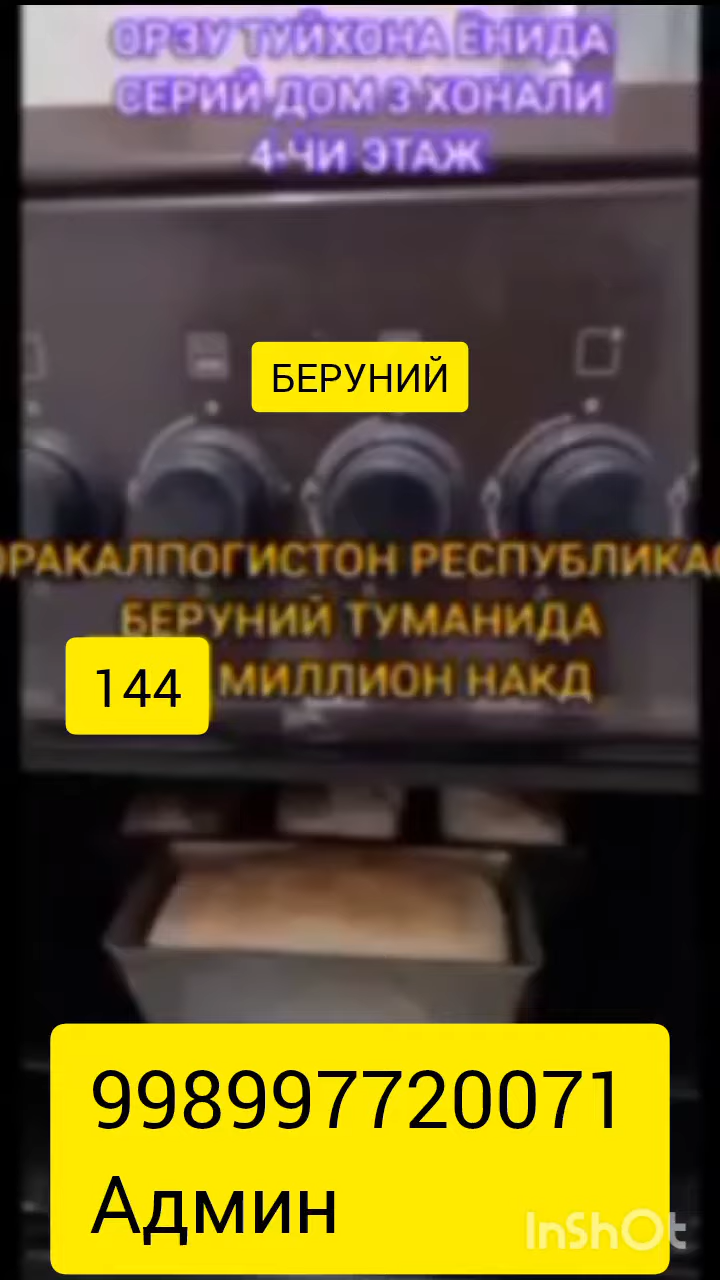 ОРЗУ ТУЙХОНА ЁНИДА
СЕРИЙ ДОМ 3 ХОНАЛИ
4-ЧИ ЭТАЖ
БЕРУНИЙ
ОРАКАЛПОГИСТОН РЕСПУБЛИКАС
БЕРУНИЙ ТУМАНИДА
144 МИЛЛИОН НАКД
998997720071
Админ
InShOt